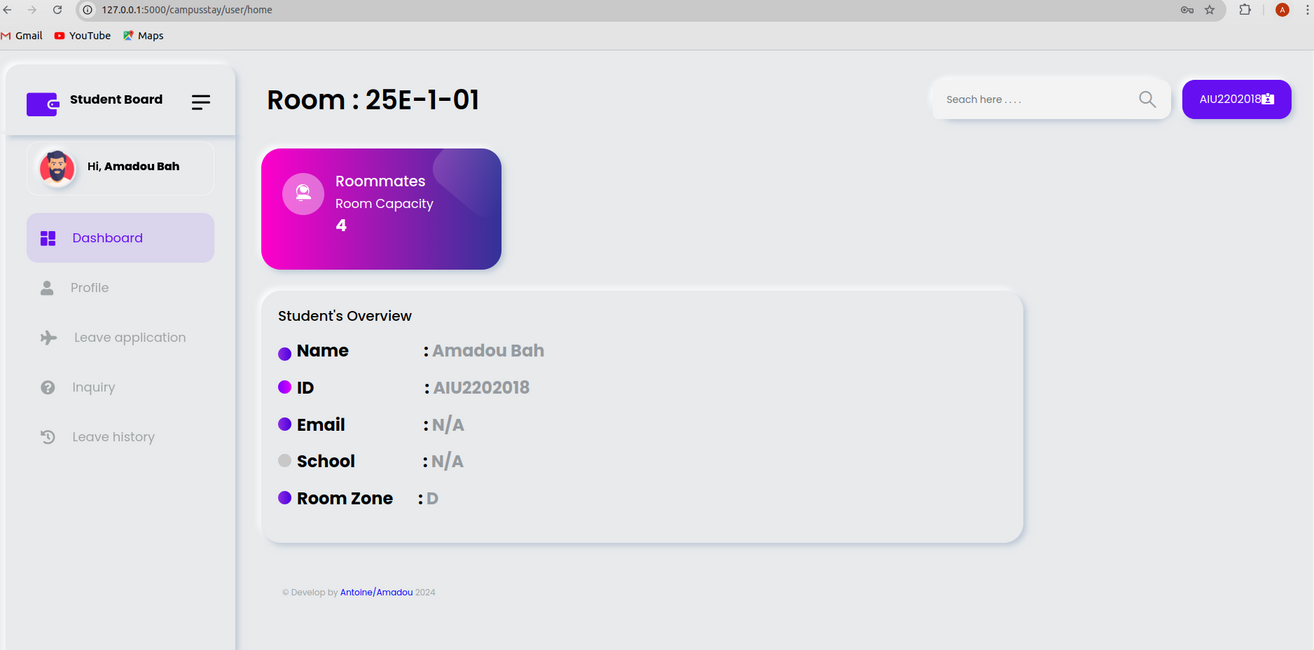 127.0.0.1:5000/campusstay/user/home
A
Gmail YouTube Maps
Student Board
Hi, Amadou Bah
Dashboard
Profile
Leave application
Inquiry
Leave history
Room : 25E-1-01
Seach here . . . .
AIU2202018
Roommates
Room Capacity
4
Student's Overview
Name : Amadou Bah
ID : AIU2202018
Email : N/A
School : N/A
Room Zone : D
© Develop by Antoine/Amadou 2024